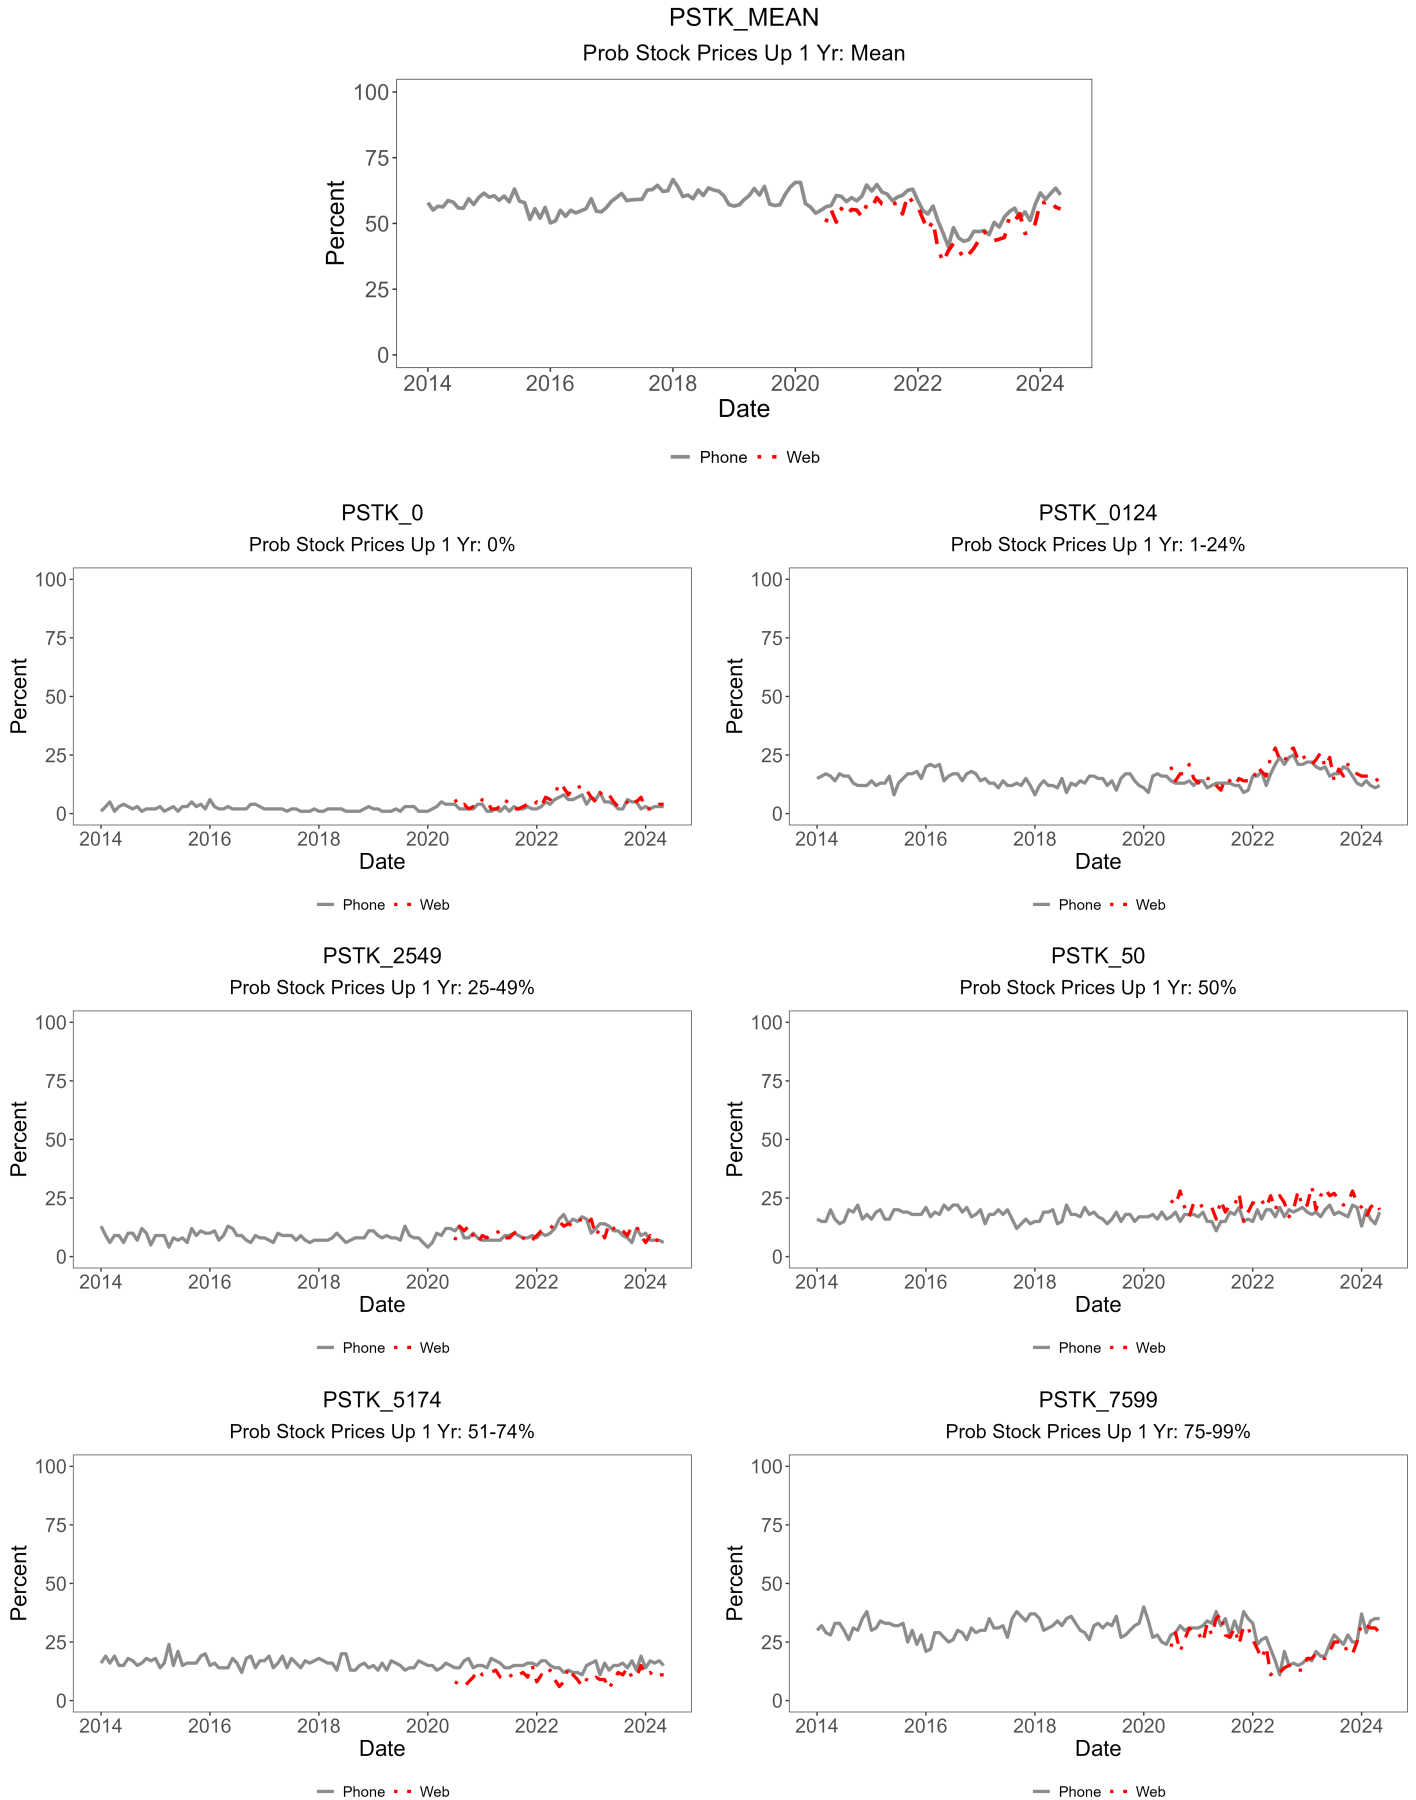 PSTK_MEAN
Prob Stock Prices Up 1 Yr: Mean
100
75
50
25
0
Percent
2014 2016 2018 2020 2022 2024
Date
Phone Web
PSTK_0
Prob Stock Prices Up 1 Yr: 0%
100
75
50
25
0
Percent
2014 2016 2018 2020 2022 2024
Date
Phone Web
PSTK_0124
Prob Stock Prices Up 1 Yr: 1-24%
100
75
50
25
0
Percent
2014 2016 2018 2020 2022 2024
Date
Phone Web
PSTK_2549
Prob Stock Prices Up 1 Yr: 25-49%
100
75
50
25
0
Percent
2014 2016 2018 2020 2022 2024
Date
Phone Web
PSTK_50
Prob Stock Prices Up 1 Yr: 50%
100
75
50
25
0
Percent
2014 2016 2018 2020 2022 2024
Date
Phone Web
PSTK_5174
Prob Stock Prices Up 1 Yr: 51-74%
100
75
50
25
0
Percent
2014 2016 2018 2020 2022 2024
Date
Phone Web
PSTK_7599
Prob Stock Prices Up 1 Yr: 75-99%
100
75
50
25
0
Percent
2014 2016 2018 2020 2022 2024
Date
Phone Web